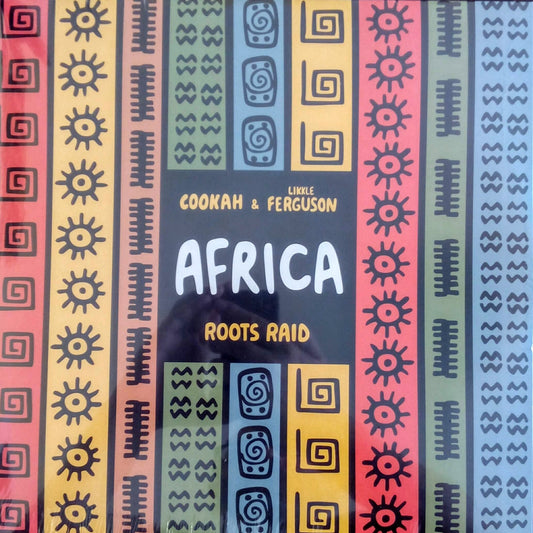 COOKAH & LIKKLE FERGUSON
AFRICA
ROOTS RAID